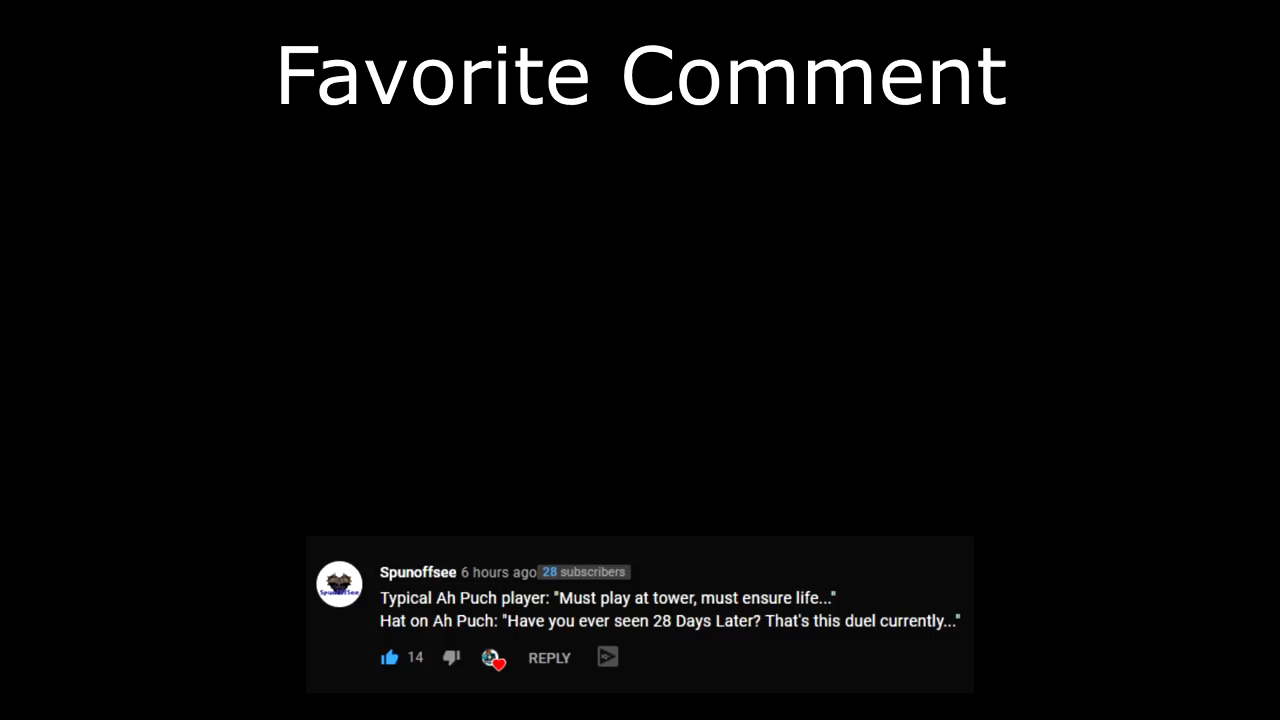 Favorite Comment
Spunoffsee 6 hours ago 28 subscribers
Typical Ah Puch player: "Must play at tower, must ensure life..."
Hat on Ah Puch: "Have you ever seen 28 Days Later? That's this duel currently..."
14 REPLY